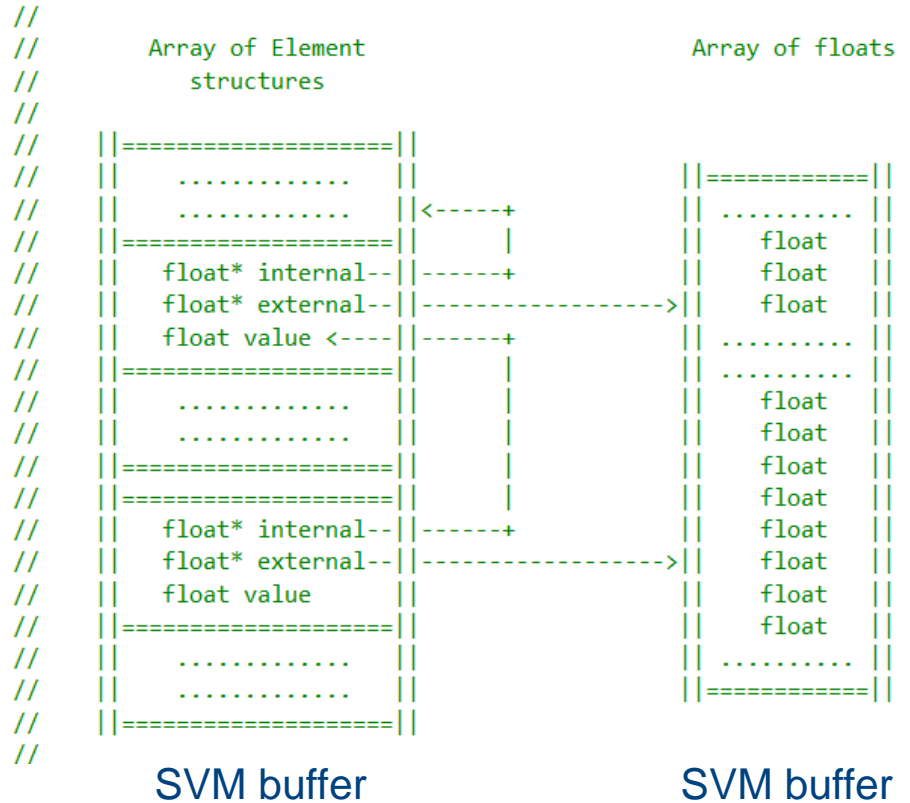 //
//         Array of Element                        Array of floats
//            structures
//
//     ||====================||
//     ||    .............   ||                   ||============||
//     ||    .............   ||<-----+            || .......... ||
//     ||====================||      |            ||    float   ||
//     ||   float* internal--||------+            ||    float   ||
//     ||   float* external--||------------------>||    float   ||
//     ||   float value <----||------+            || .......... ||
//     ||====================||      |            || .......... ||
//     ||    .............   ||      |            ||    float   ||
//     ||    .............   ||      |            ||    float   ||
//     ||====================||      |            ||    float   ||
//     ||====================||      |            ||    float   ||
//     ||   float* internal--||------+            ||    float   ||
//     ||   float* external--||------------------>||    float   ||
//     ||   float value      ||                   ||    float   ||
//     ||====================||                   ||    float   ||
//     ||    .............   ||                   || .......... ||
//     ||    .............   ||                   ||============||
//     ||====================||
//
SVM buffer                        SVM buffer